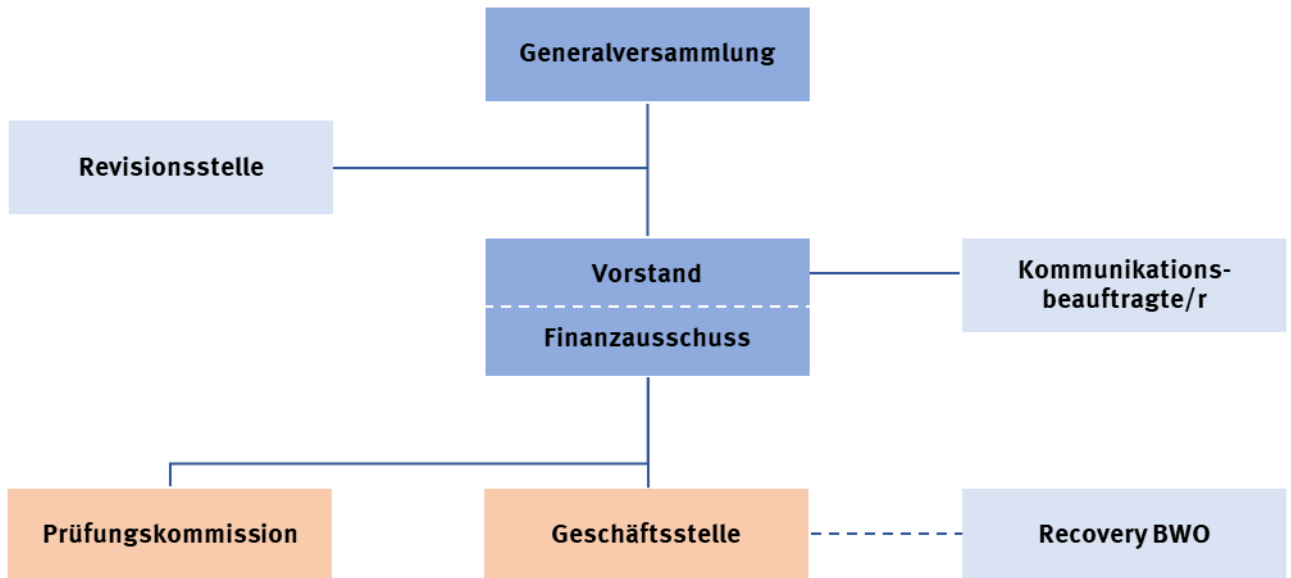 Generalversammlung
Revisionsstelle
Vorstand
Finanzausschuss
Kommunikations-
beauftragte/r
Prüfungskommission
Geschäftsstelle
Recovery BWO